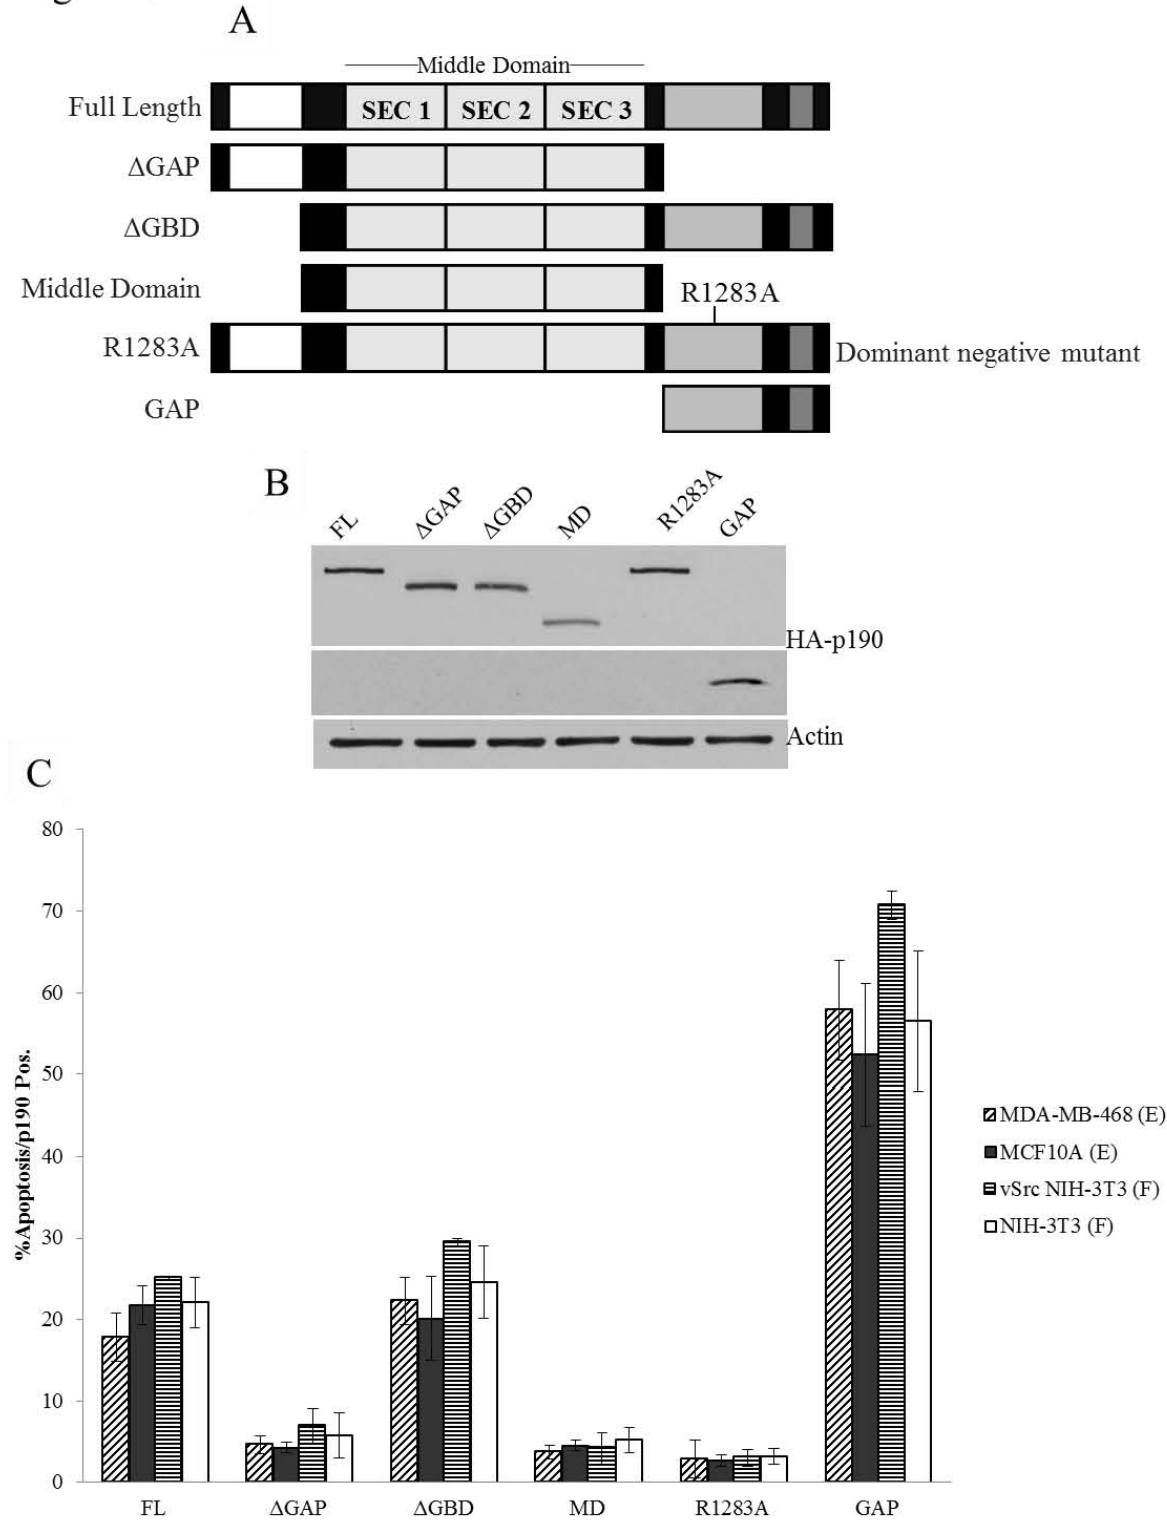 A
Middle Domain
Full Length
SEC 1 SEC 2 SEC 3
ΔGAP
ΔGBD
Middle Domain
R1283A
R1283A
Dominant negative mutant
GAP
B
FL ΔGAP ΔGBD MD R1283A GAP
HA-p190
Actin
C
80
70
60
50
40
30
20
10
0
%Apoptosis/p190 Pos.
FL ΔGAP ΔGBD MD R1283A GAP
MDA-MB-468 (E)
MCF10A (E)
vSrc NIH-3T3 (F)
NIH-3T3 (F)